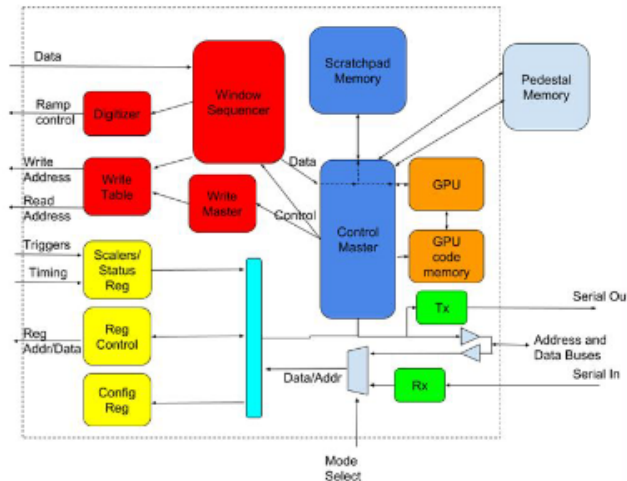 Data
Ramp
control
Digitizer
Window
Sequencer
Scratchpad
Memory
Pedestal
Memory
Write
Address
Read
Address
Write
Table
Write
Master
Data
Control
Control
Master
GPU
GPU
code
memory
Triggers
Timing
Scalers/
Status
Reg
Reg
Addr/Data
Reg
Control
Config
Reg
Tx
Serial Ou
Address and
Data Buses
Serial In
Data/Addr
Rx
Mode
Select